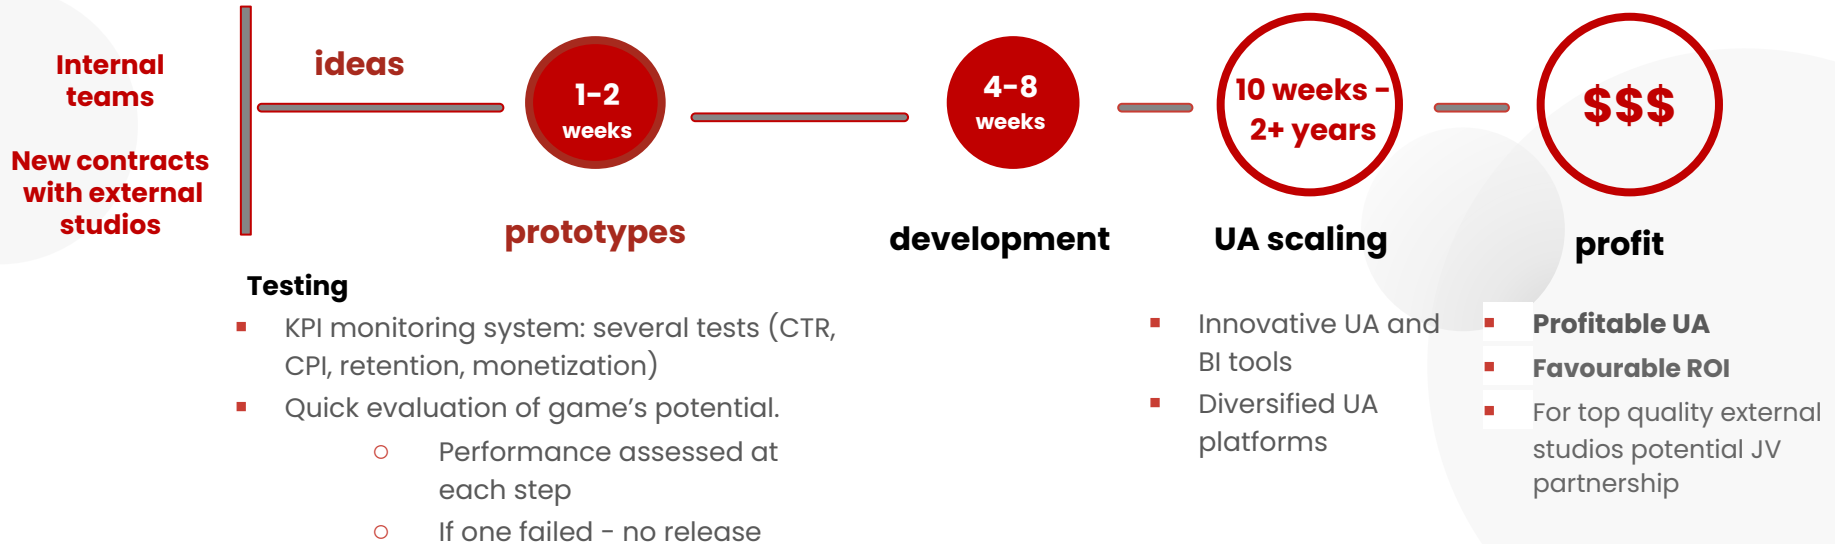 Internal
teams
New contracts
with external
studios
ideas
1-2
weeks
prototypes
4-8
weeks
development
10 weeks -
2+ years
UA scaling
$$$
profit
Testing
▪ KPI monitoring system: several tests (CTR,
CPI, retention, monetization)
▪ Quick evaluation of game’s potential.
○ Performance assessed at
each step
○ If one failed - no release
▪ Innovative UA and
BI tools
▪ Diversified UA
platforms
▪ Profitable UA
▪ Favourable ROI
▪ For top quality external
studios potential JV
partnership